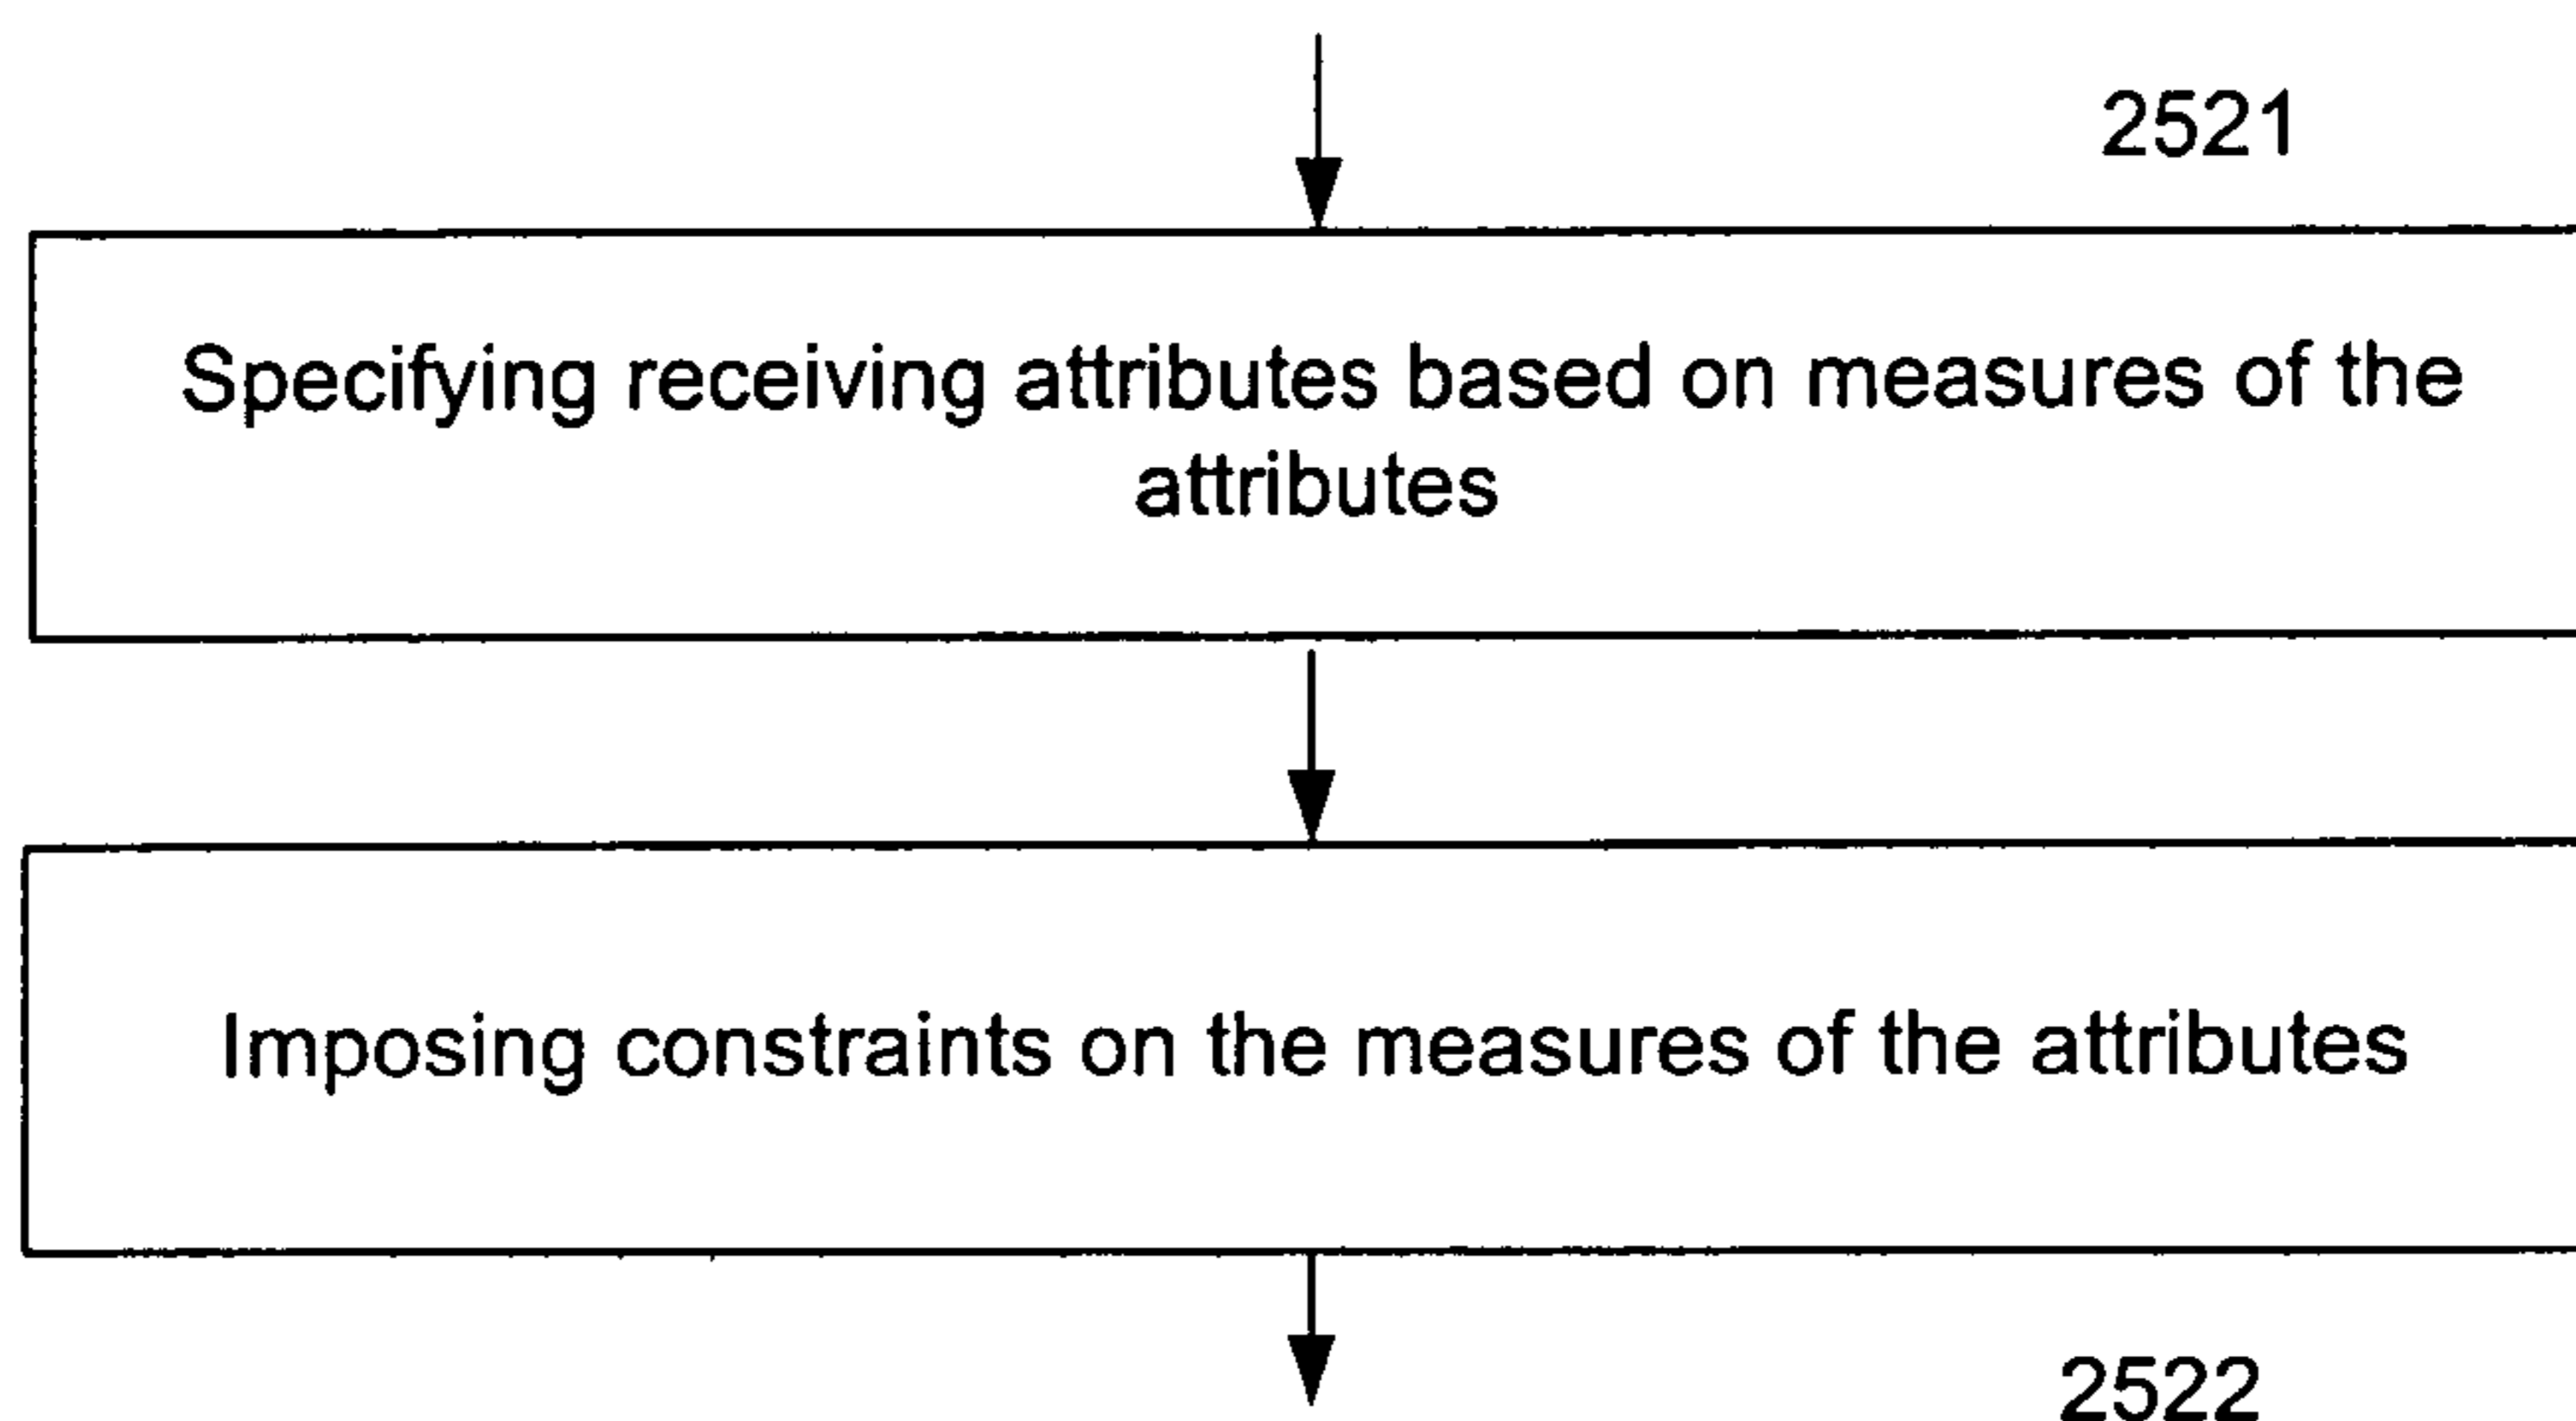 2521
Specifying receiving attributes based on measures of the
attributes
Imposing constraints on the measures of the attributes
2522